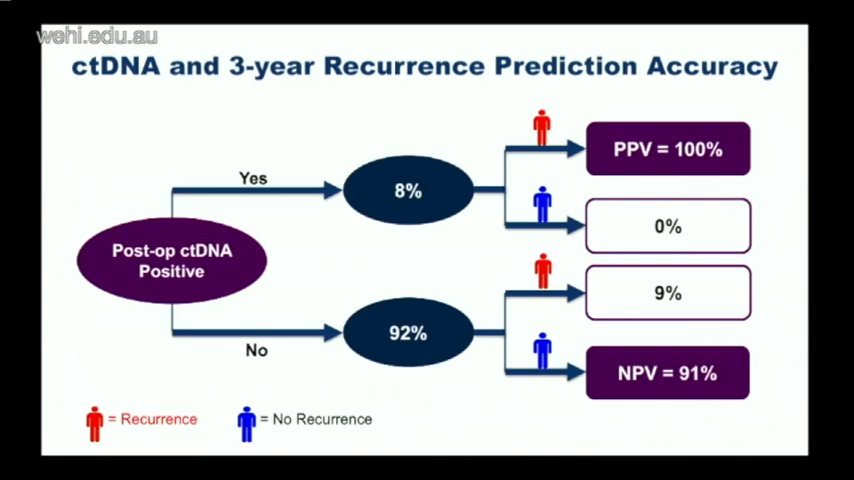 wehi.edu.au
ctDNA and 3-year Recurrence Prediction Accuracy
Yes
8%
PPV = 100%
0%
Post-op ctDNA
Positive
9%
92%
No
NPV = 91%
= Recurrence
= No Recurrence